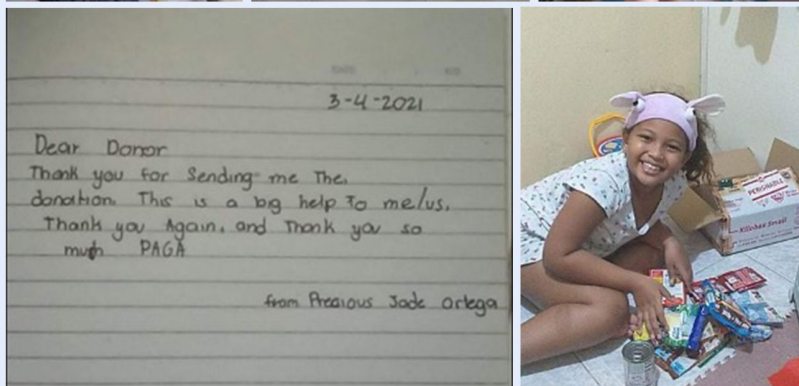 3-4-2021
Dear Donor
Thank you for Sending me The
donation. This is a big help To me/us.
Thank you Again, and Thank you so
much PAGA
from Precious Jade Ortega
PERISHABLE